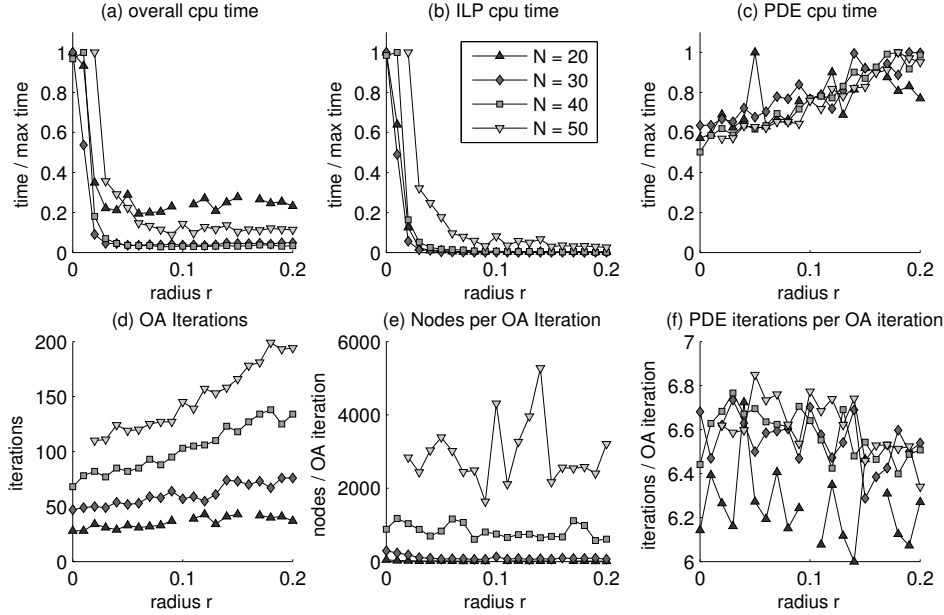 (a) overall cpu time
(b) ILP cpu time
(c) PDE cpu time
time / max time
1
0.8
0.6
0.4
0.2
0
0
0.1
0.2
radius r
time / max time
1
0.8
0.6
0.4
0.2
0
0
0.1
0.2
radius r
N = 20
N = 30
N = 40
N = 50
time / max time
1
0.8
0.6
0.4
0.2
0
0
0.1
0.2
radius r
(d) OA Iterations
(e) Nodes per OA Iteration
(f) PDE iterations per OA iteration
iterations
200
150
100
50
0
0
0.1
0.2
radius r
nodes / OA iteration
6000
4000
2000
0
0
0.1
0.2
radius r
iterations / OA iteration
7
6.8
6.6
6.4
6.2
6
0
0.1
0.2
radius r